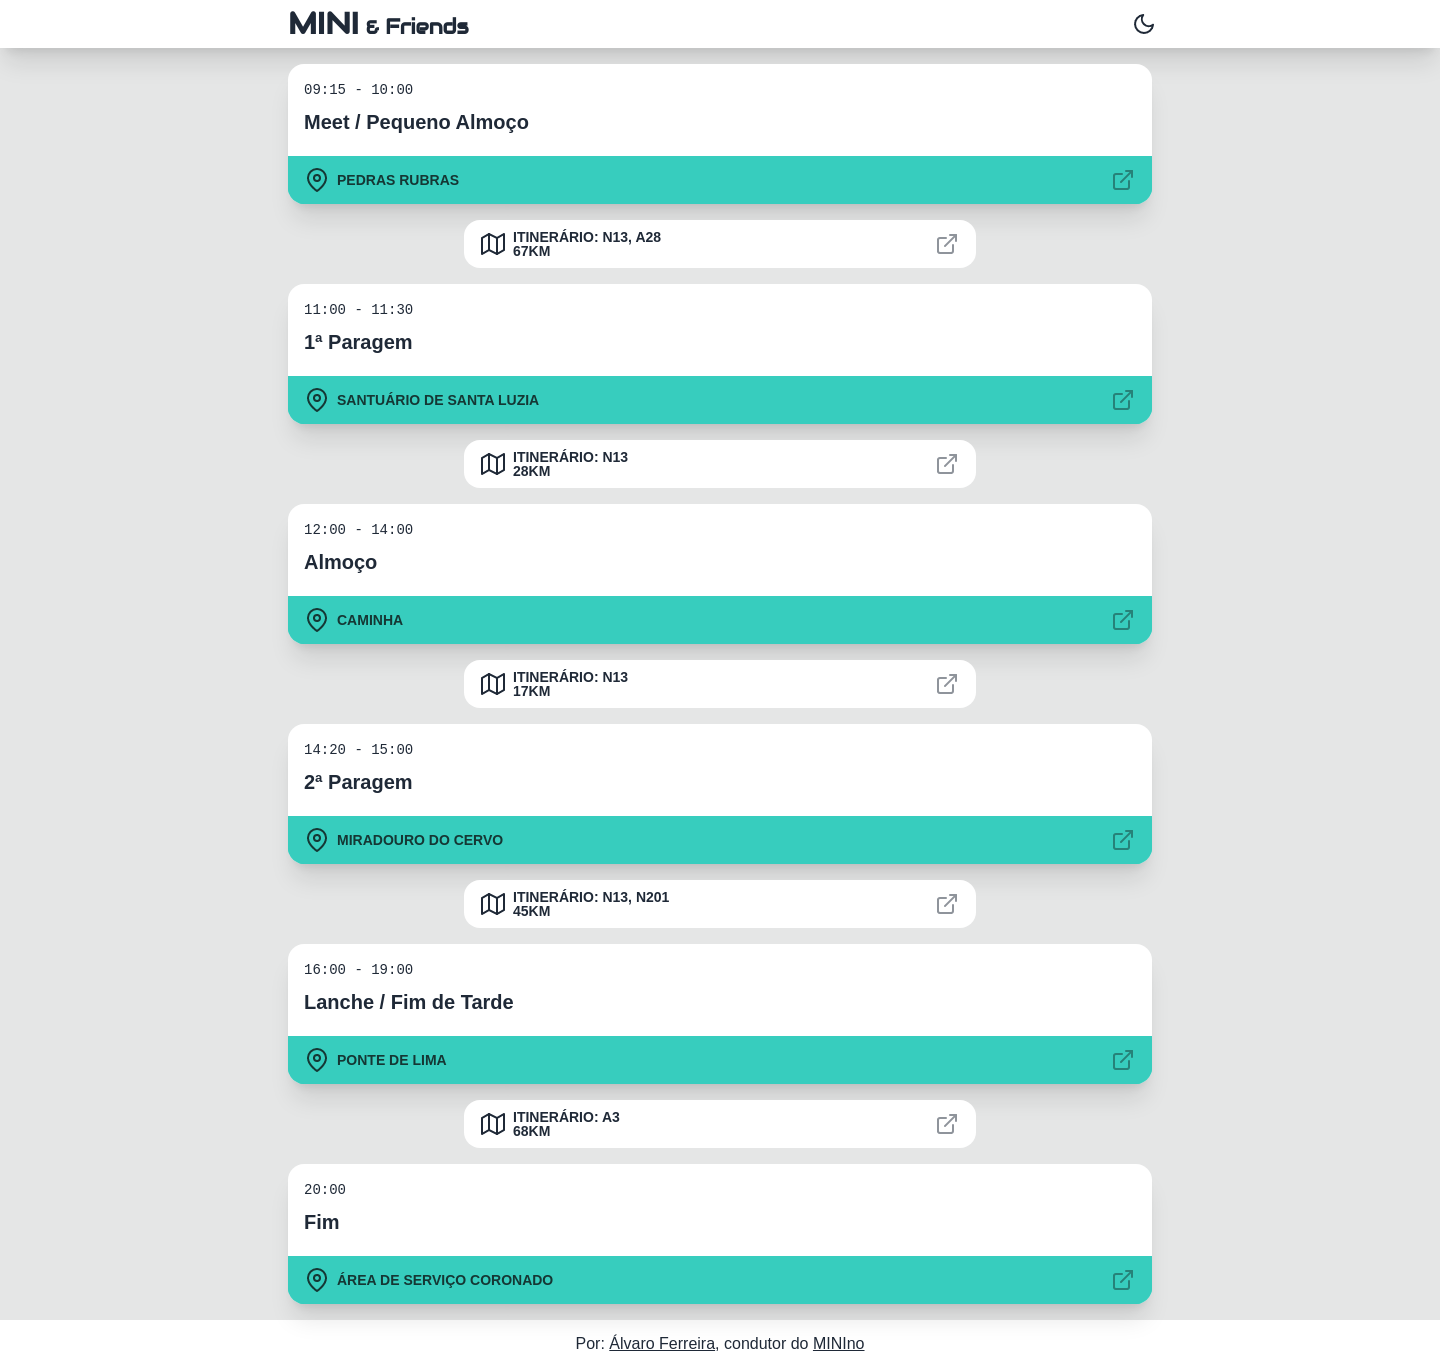 MINI & Friends
09:15 - 10:00
Meet / Pequeno Almoço
PEDRAS RUBRAS
ITINERÁRIO: N13, A28
67KM
11:00 - 11:30
1ª Paragem
SANTUÁRIO DE SANTA LUZIA
ITINERÁRIO: N13
28KM
12:00 - 14:00
Almoço
CAMINHA
ITINERÁRIO: N13
17KM
14:20 - 15:00
2ª Paragem
MIRADOURO DO CERVO
ITINERÁRIO: N13, N201
45KM
16:00 - 19:00
Lanche / Fim de Tarde
PONTE DE LIMA
ITINERÁRIO: A3
68KM
20:00
Fim
ÁREA DE SERVIÇO CORONADO
Por: Álvaro Ferreira, condutor do MINIno